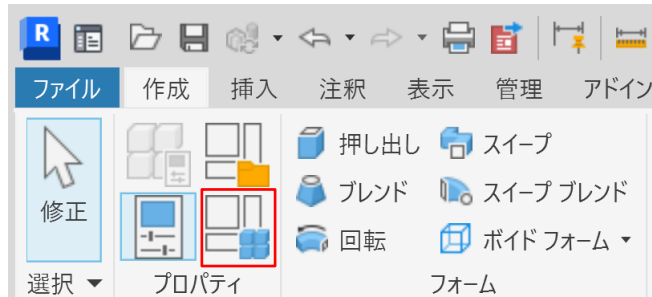 R
ファイル 作成 挿入 注釈 表示 管理 アドイン
押し出し スイープ
ブレンド スイープ ブレンド
修正
回転 ボイド フォーム
選択 プロパティ フォーム